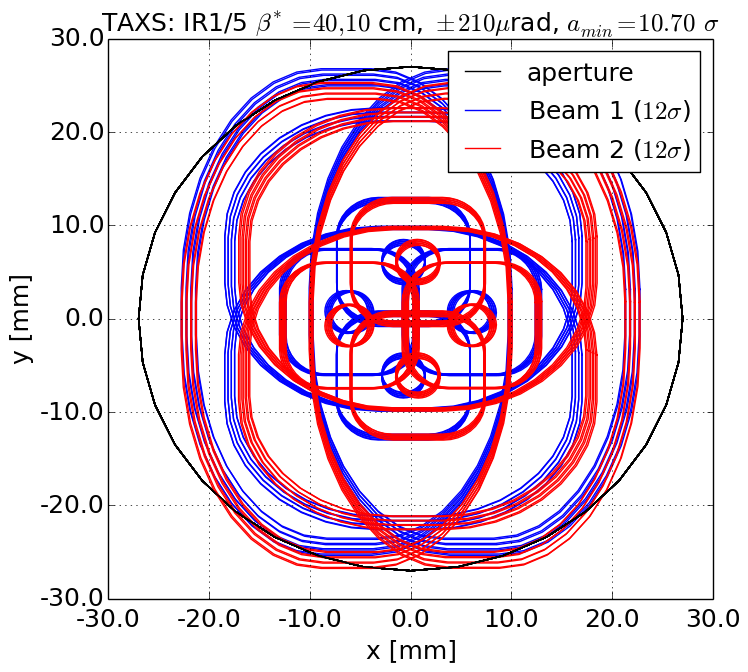 TAXS: IR1/5 β* =40,10 cm, ±210μrad, a_min=10.70 σ
30.0
aperture
Beam 1 (12σ)
20.0
Beam 2 (12σ)
10.0
y [mm]
0.0
-10.0
-20.0
-30.0
-30.0 -20.0 -10.0 0.0 10.0 20.0 30.0
x [mm]